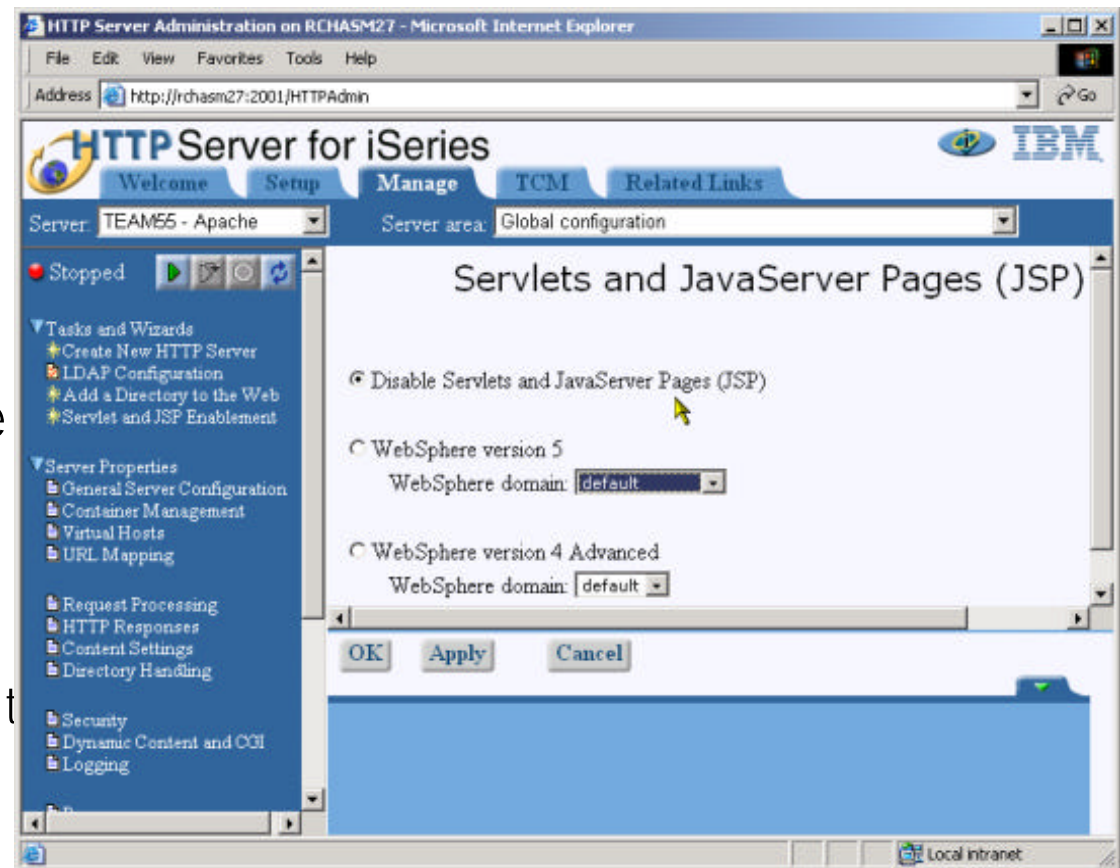 HTTP Server Administration on RCHASM27 - Microsoft Internet Explorer
File Edit View Favorites Tools Help
Address http://rchasm27:2001/HTTPAdmin Go
HTTP Server for iSeries
IBM
Welcome Setup Manage TCM Related Links
Server: TEAM55 - Apache Server area: Global configuration
Stopped
Tasks and Wizards
Create New HTTP Server
LDAP Configuration
Add a Directory to the Web
Servlet and JSP Enablement
Server Properties
General Server Configuration
Container Management
Virtual Hosts
URL Mapping
Request Processing
HTTP Responses
Content Settings
Directory Handling
Security
Dynamic Content and CGI
Logging
Servlets and JavaServer Pages (JSP)
Disable Servlets and JavaServer Pages (JSP)
WebSphere version 5
WebSphere domain: default
WebSphere version 4 Advanced
WebSphere domain: default
OK Apply Cancel
e
t
Local intranet